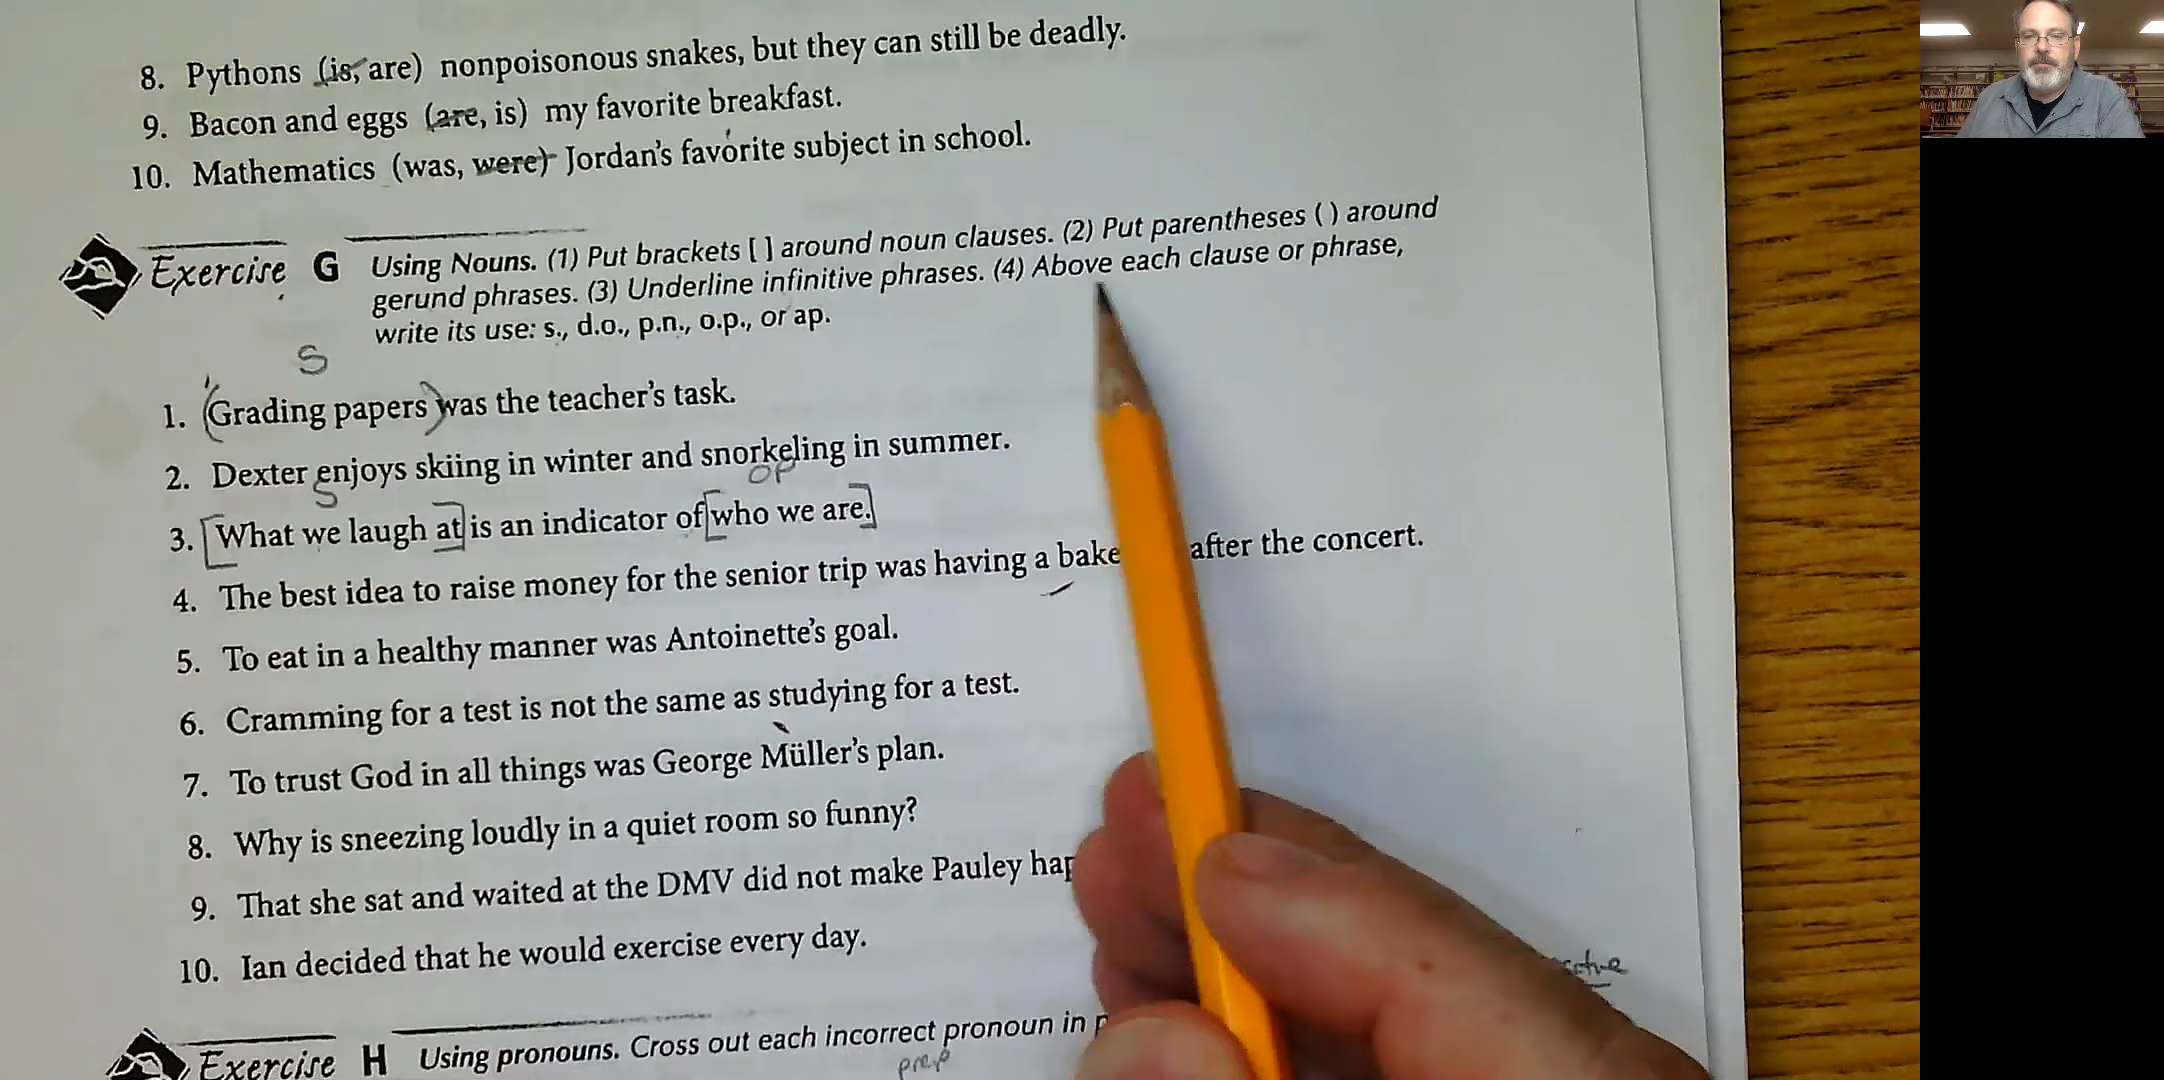 8. Pythons (is, are) nonpoisonous snakes, but they can still be deadly.
9. Bacon and eggs (are, is) my favorite breakfast.
10. Mathematics (was, were) Jordan's favorite subject in school.
Exercise G Using Nouns. (1) Put brackets [ ] around noun clauses. (2) Put parentheses ( ) around
gerund phrases. (3) Underline infinitive phrases. (4) Above each clause or phrase,
write its use: s., d.o., p.n., o.p., or ap.
S
1. (Grading papers) was the teacher's task.
2. Dexter enjoys skiing in winter and snorkeling in summer.
S OP
3. [What we laugh at] is an indicator of [who we are.]
4. The best idea to raise money for the senior trip was having a bake after the concert.
5. To eat in a healthy manner was Antoinette's goal.
6. Cramming for a test is not the same as studying for a test.
7. To trust God in all things was George Müller's plan.
8. Why is sneezing loudly in a quiet room so funny?
9. That she sat and waited at the DMV did not make Pauley
10. Ian decided that he would exercise every day.
Exercise H Using pronouns. Cross out each incorrect pronoun in
prep